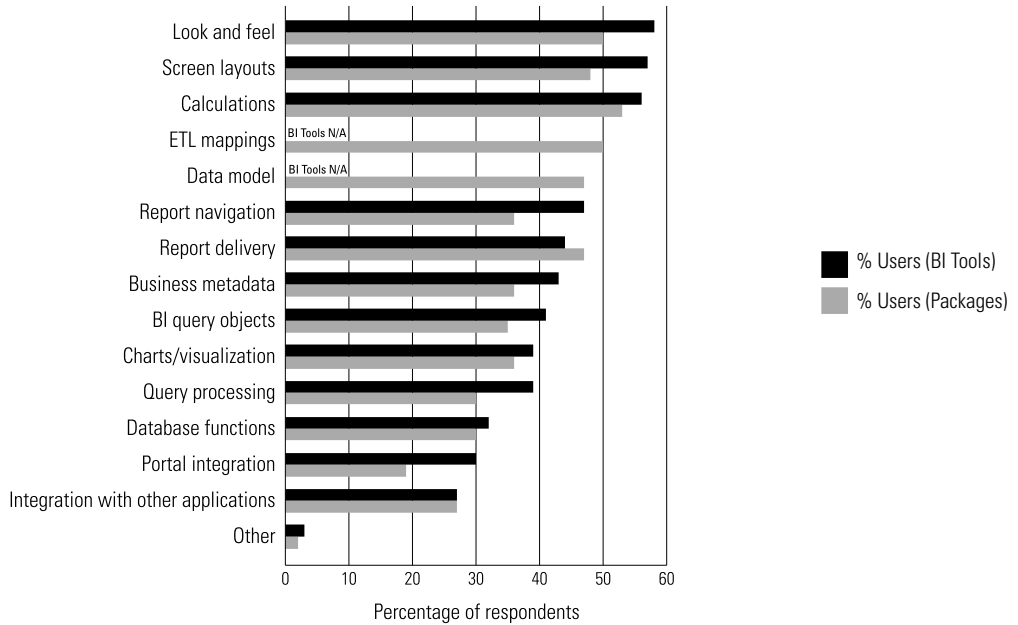 Look and feel
Screen layouts
Calculations
ETL mappings
BI Tools N/A
Data model
BI Tools N/A
Report navigation
Report delivery
Business metadata
BI query objects
Charts/visualization
Query processing
Database functions
Portal integration
Integration with other applications
Other
0 10 20 30 40 50 60
Percentage of respondents
% Users (BI Tools)
% Users (Packages)